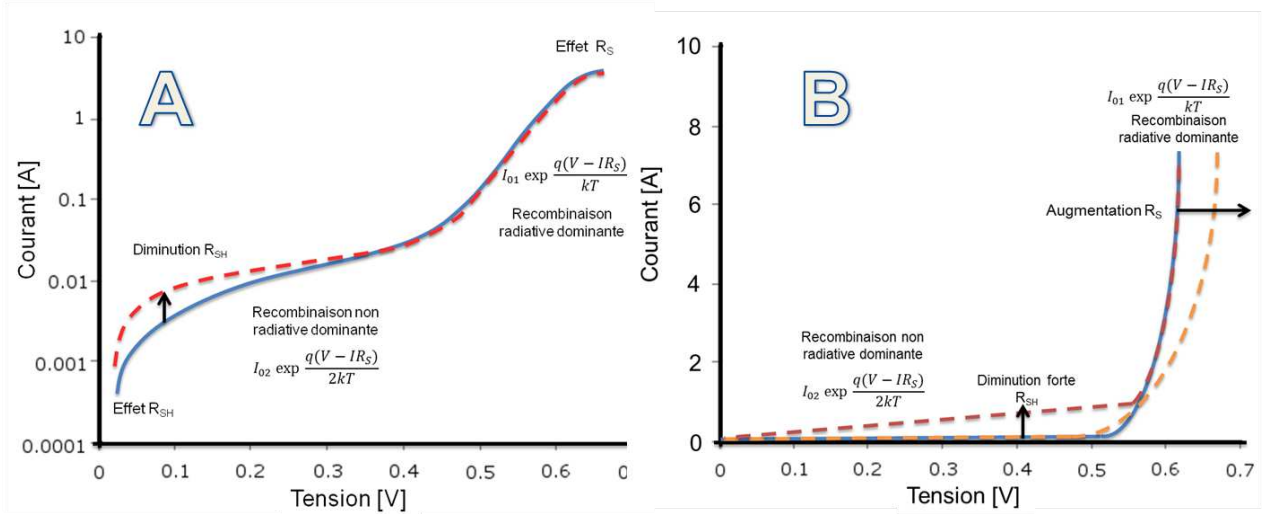 A
10
1
0.1
0.01
0.001
0.0001
Courant [A]
0
0.1
0.2
0.3
0.4
0.5
0.6
0
Tension [V]
Effet R_S
I_01 exp q(V − IR_S)/kT
Recombinaison
radiative dominante
Diminution R_SH
Recombinaison non
radiative dominante
I_02 exp q(V − IR_S)/2kT
Effet R_SH
B
10
8
6
4
2
0
Courant [A]
0
0.1
0.2
0.3
0.4
0.5
0.6
0.7
Tension [V]
I_01 exp q(V − IR_S)/kT
Recombinaison
radiative dominante
Augmentation R_S
Recombinaison non
radiative dominante
I_02 exp q(V − IR_S)/2kT
Diminution forte
R_SH